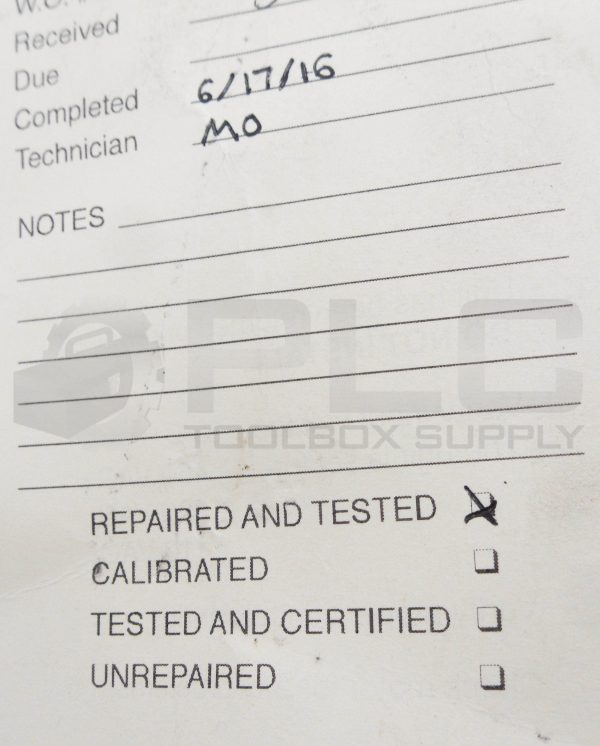 W.O.
Received
Due
Completed 6/17/16
Technician MO
NOTES
PLC
TOOLBOX SUPPLY
REPAIRED AND TESTED
CALIBRATED
TESTED AND CERTIFIED
UNREPAIRED